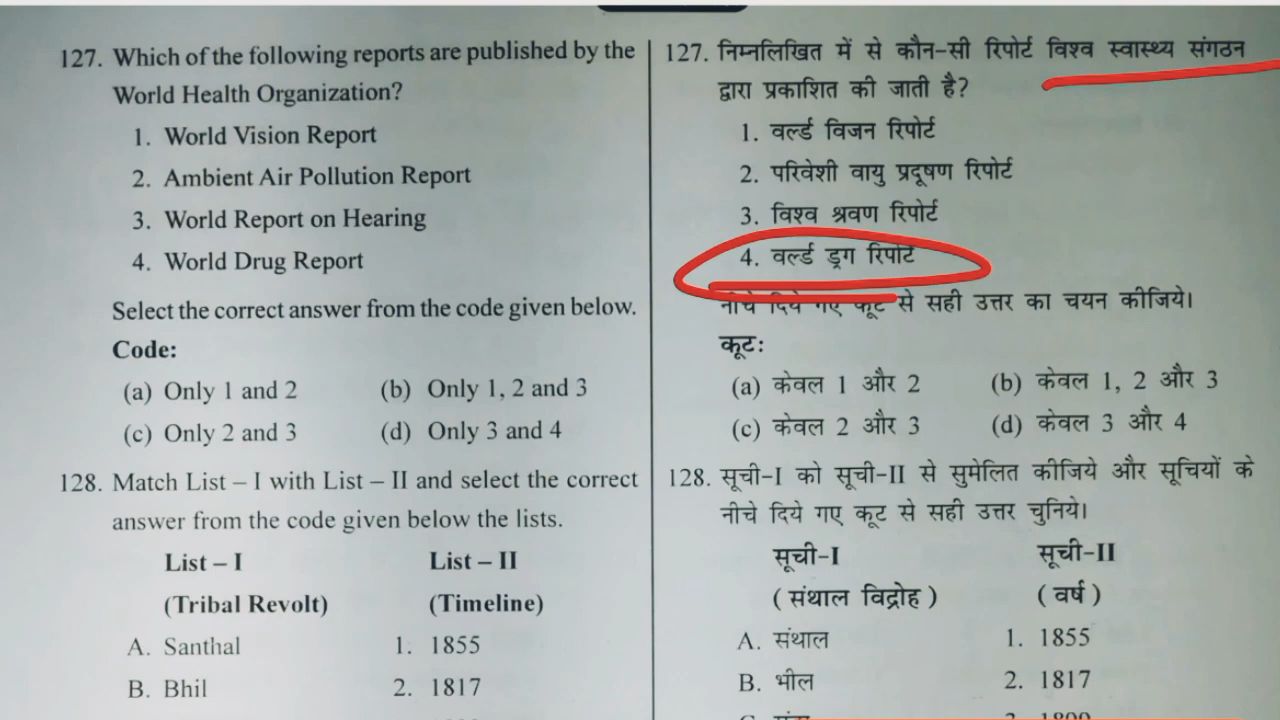 127. Which of the following reports are published by the
World Health Organization?
1. World Vision Report
2. Ambient Air Pollution Report
3. World Report on Hearing
4. World Drug Report
Select the correct answer from the code given below.
Code:
(a) Only 1 and 2 (b) Only 1, 2 and 3
(c) Only 2 and 3 (d) Only 3 and 4
128. Match List – I with List – II and select the correct
answer from the code given below the lists.
List – I List – II
(Tribal Revolt) (Timeline)
A. Santhal 1. 1855
B. Bhil 2. 1817
127. निम्नलिखित में से कौन-सी रिपोर्ट विश्व स्वास्थ्य संगठन
द्वारा प्रकाशित की जाती है?
1. वर्ल्ड विजन रिपोर्ट
2. परिवेशी वायु प्रदूषण रिपोर्ट
3. विश्व श्रवण रिपोर्ट
4. वर्ल्ड ड्रग रिपोर्ट
नीचे दिये गए कूट से सही उत्तर का चयन कीजिये।
कूटः
(a) केवल 1 और 2 (b) केवल 1, 2 और 3
(c) केवल 2 और 3 (d) केवल 3 और 4
128. सूची-I को सूची-II से सुमेलित कीजिये और सूचियों के
नीचे दिये गए कूट से सही उत्तर चुनिये।
सूची-I सूची-II
(संथाल विद्रोह) (वर्ष)
A. संथाल 1. 1855
B. भील 2. 1817